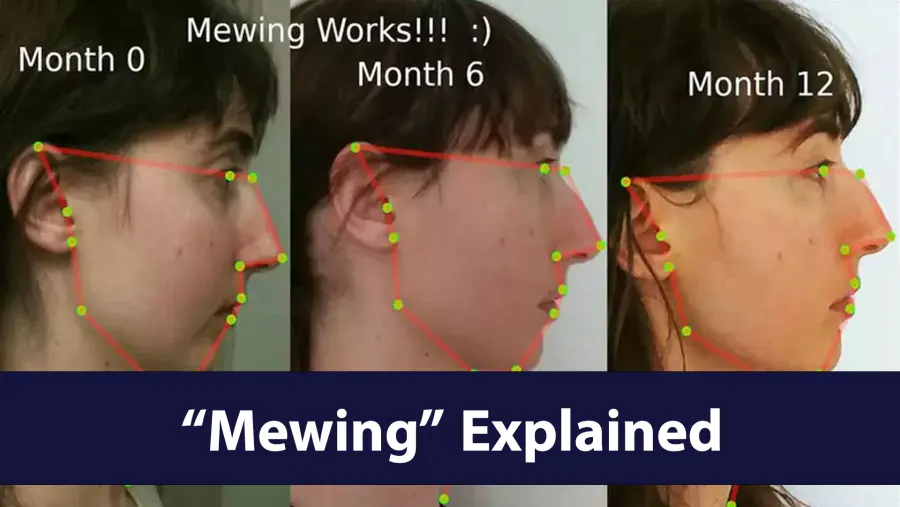 Month 0
Mewing Works!!! :)
Month 6
Month 12
“Mewing” Explained